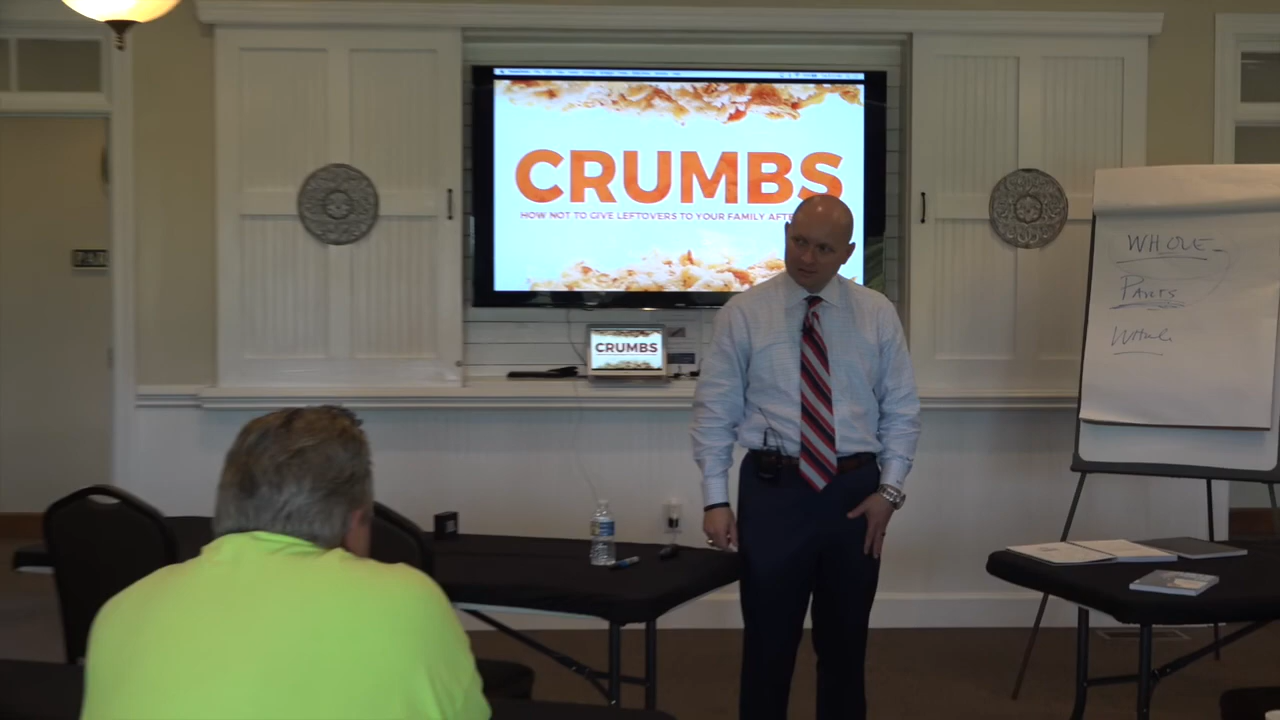 CRUMBS
HOW NOT TO GIVE LEFTOVERS TO YOUR FAMILY AFTE
CRUMBS
WHOLE
PARTS
Whole